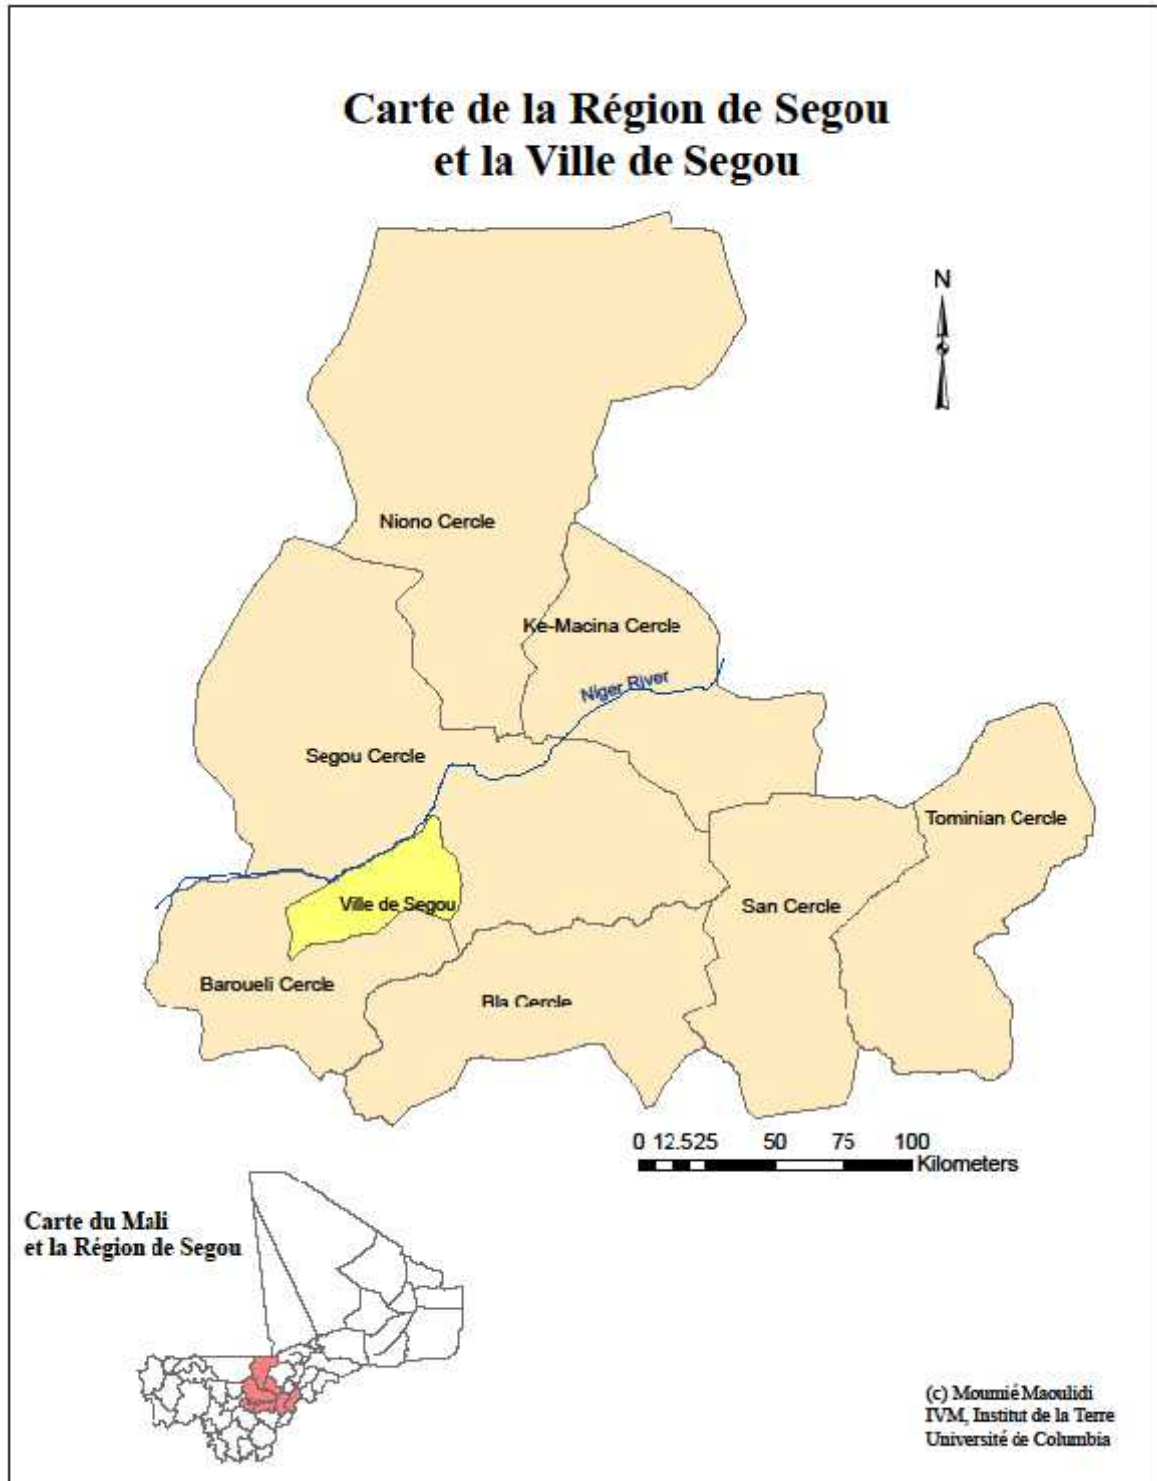 Carte de la Région de Segou
et la Ville de Segou
N
Niono Cercle
Ke-Macina Cercle
Niger River
Segou Cercle
Tominian Cercle
Ville de Segou
San Cercle
Baroueli Cercle
Bla Cercle
0 12.5 25 50 75 100
Kilometers
Carte du Mali
et la Région de Segou
(c) Moumié Maoulidi
IVM, Institut de la Terre
Université de Columbia